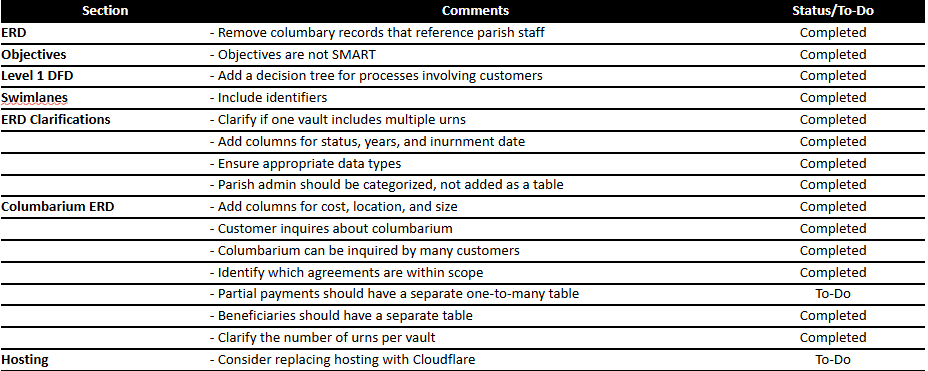 Section Comments Status/To-Do
ERD - Remove columbary records that reference parish staff Completed
Objectives - Objectives are not SMART Completed
Level 1 DFD - Add a decision tree for processes involving customers Completed
Swimlanes - Include identifiers Completed
ERD Clarifications - Clarify if one vault includes multiple urns Completed
- Add columns for status, years, and inurnment date Completed
- Ensure appropriate data types Completed
- Parish admin should be categorized, not added as a table Completed
Columbarium ERD - Add columns for cost, location, and size Completed
- Customer inquires about columbarium Completed
- Columbarium can be inquired by many customers Completed
- Identify which agreements are within scope Completed
- Partial payments should have a separate one-to-many table To-Do
- Beneficiaries should have a separate table Completed
- Clarify the number of urns per vault Completed
Hosting - Consider replacing hosting with Cloudflare To-Do